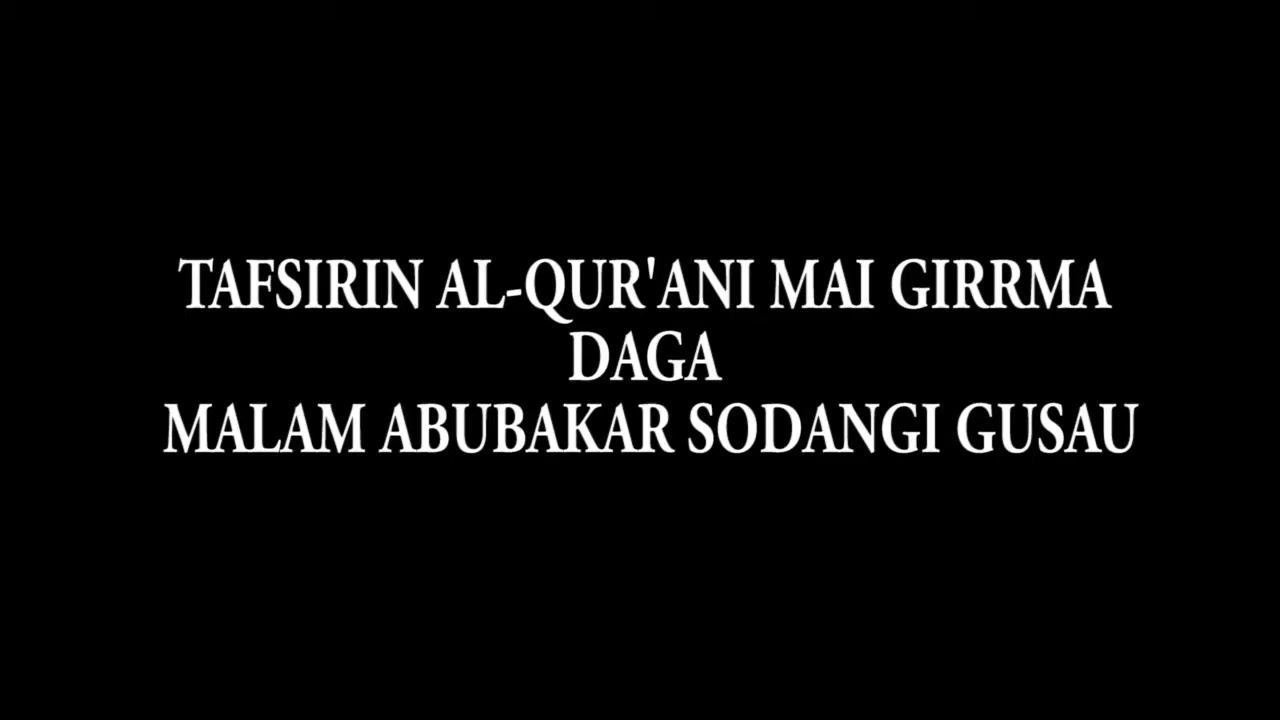 TAFSIRIN AL-QUR'ANI MAI GIRRMA
DAGA
MALAM ABUBAKAR SODANGI GUSAU